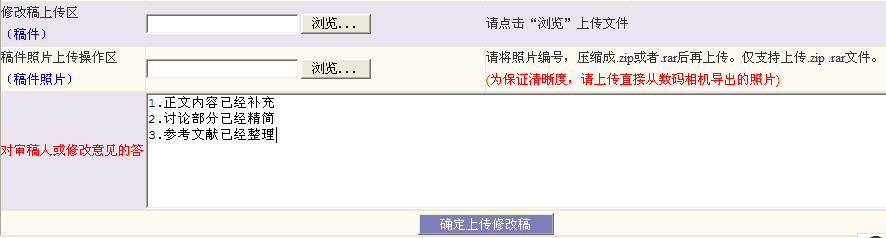 修改稿上传区
（稿件）
浏览...
请点击“浏览”上传文件
稿件照片上传操作区
（稿件照片）
浏览...
请将照片编号，压缩成.zip或者.rar后再上传。仅支持上传.zip .rar文件。
(为保证清晰度，请上传直接从数码相机导出的照片)
对审稿人或修改意见的答
1.正文内容已经补充
2.讨论部分已经精简
3.参考文献已经整理
确定上传修改稿